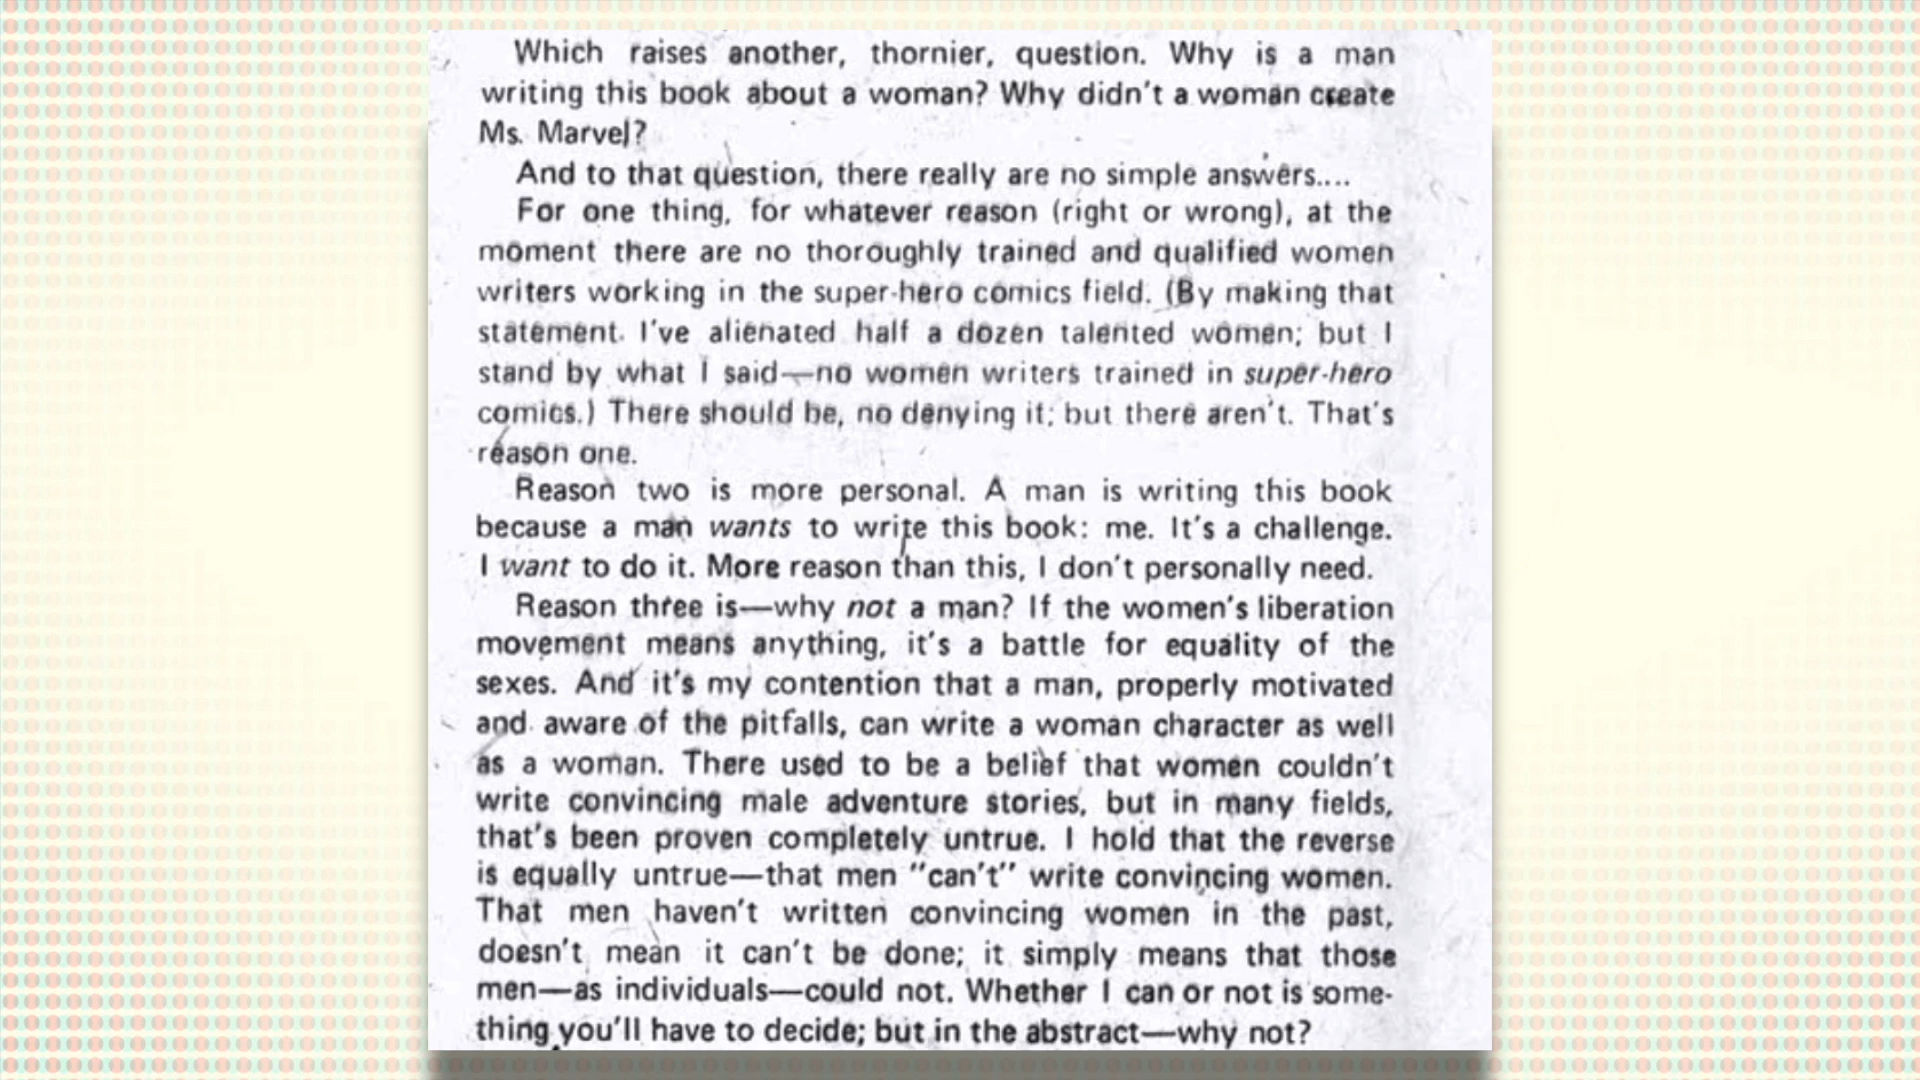 Which raises another, thornier, question. Why is a man
writing this book about a woman? Why didn't a woman create
Ms. Marvel?
And to that question, there really are no simple answers....
For one thing, for whatever reason (right or wrong), at the
moment there are no thoroughly trained and qualified women
writers working in the super-hero comics field. (By making that
statement I've alienated half a dozen talented women; but I
stand by what I said—no women writers trained in super-hero
comics.) There should be, no denying it; but there aren't. That's
reason one.
Reason two is more personal. A man is writing this book
because a man wants to write this book: me. It's a challenge.
I want to do it. More reason than this, I don't personally need.
Reason three is—why not a man? If the women's liberation
movement means anything, it's a battle for equality of the
sexes. And it's my contention that a man, properly motivated
and aware of the pitfalls, can write a woman character as well
as a woman. There used to be a belief that women couldn't
write convincing male adventure stories, but in many fields,
that's been proven completely untrue. I hold that the reverse
is equally untrue—that men "can't" write convincing women.
That men haven't written convincing women in the past,
doesn't mean it can't be done; it simply means that those
men—as individuals—could not. Whether I can or not is some-
thing you'll have to decide; but in the abstract—why not?